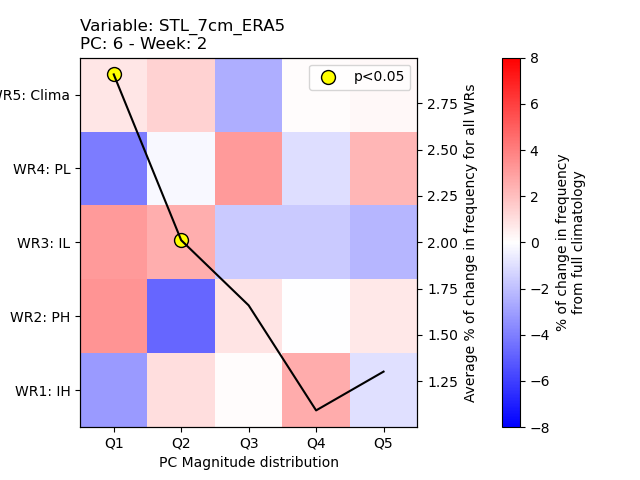 Variable: STL_7cm_ERA5
PC: 6 - Week: 2
p<0.05
WR5: Clima
WR4: PL
WR3: IL
WR2: PH
WR1: IH
Q1 Q2 Q3 Q4 Q5
PC Magnitude distribution
2.75
2.50
2.25
2.00
1.75
1.50
1.25
Average % of change in frequency for all WRs
8
6
4
2
0
−2
−4
−6
−8
% of change in frequency
from full climatology